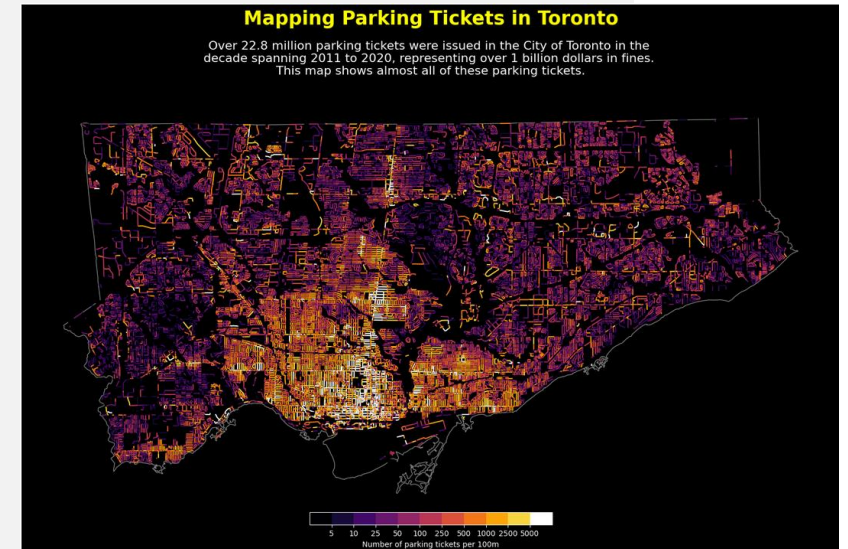 Mapping Parking Tickets in Toronto
Over 22.8 million parking tickets were issued in the City of Toronto in the
decade spanning 2011 to 2020, representing over 1 billion dollars in fines.
This map shows almost all of these parking tickets.
5 10 25 50 100 250 500 1000 2500 5000
Number of parking tickets per 100m